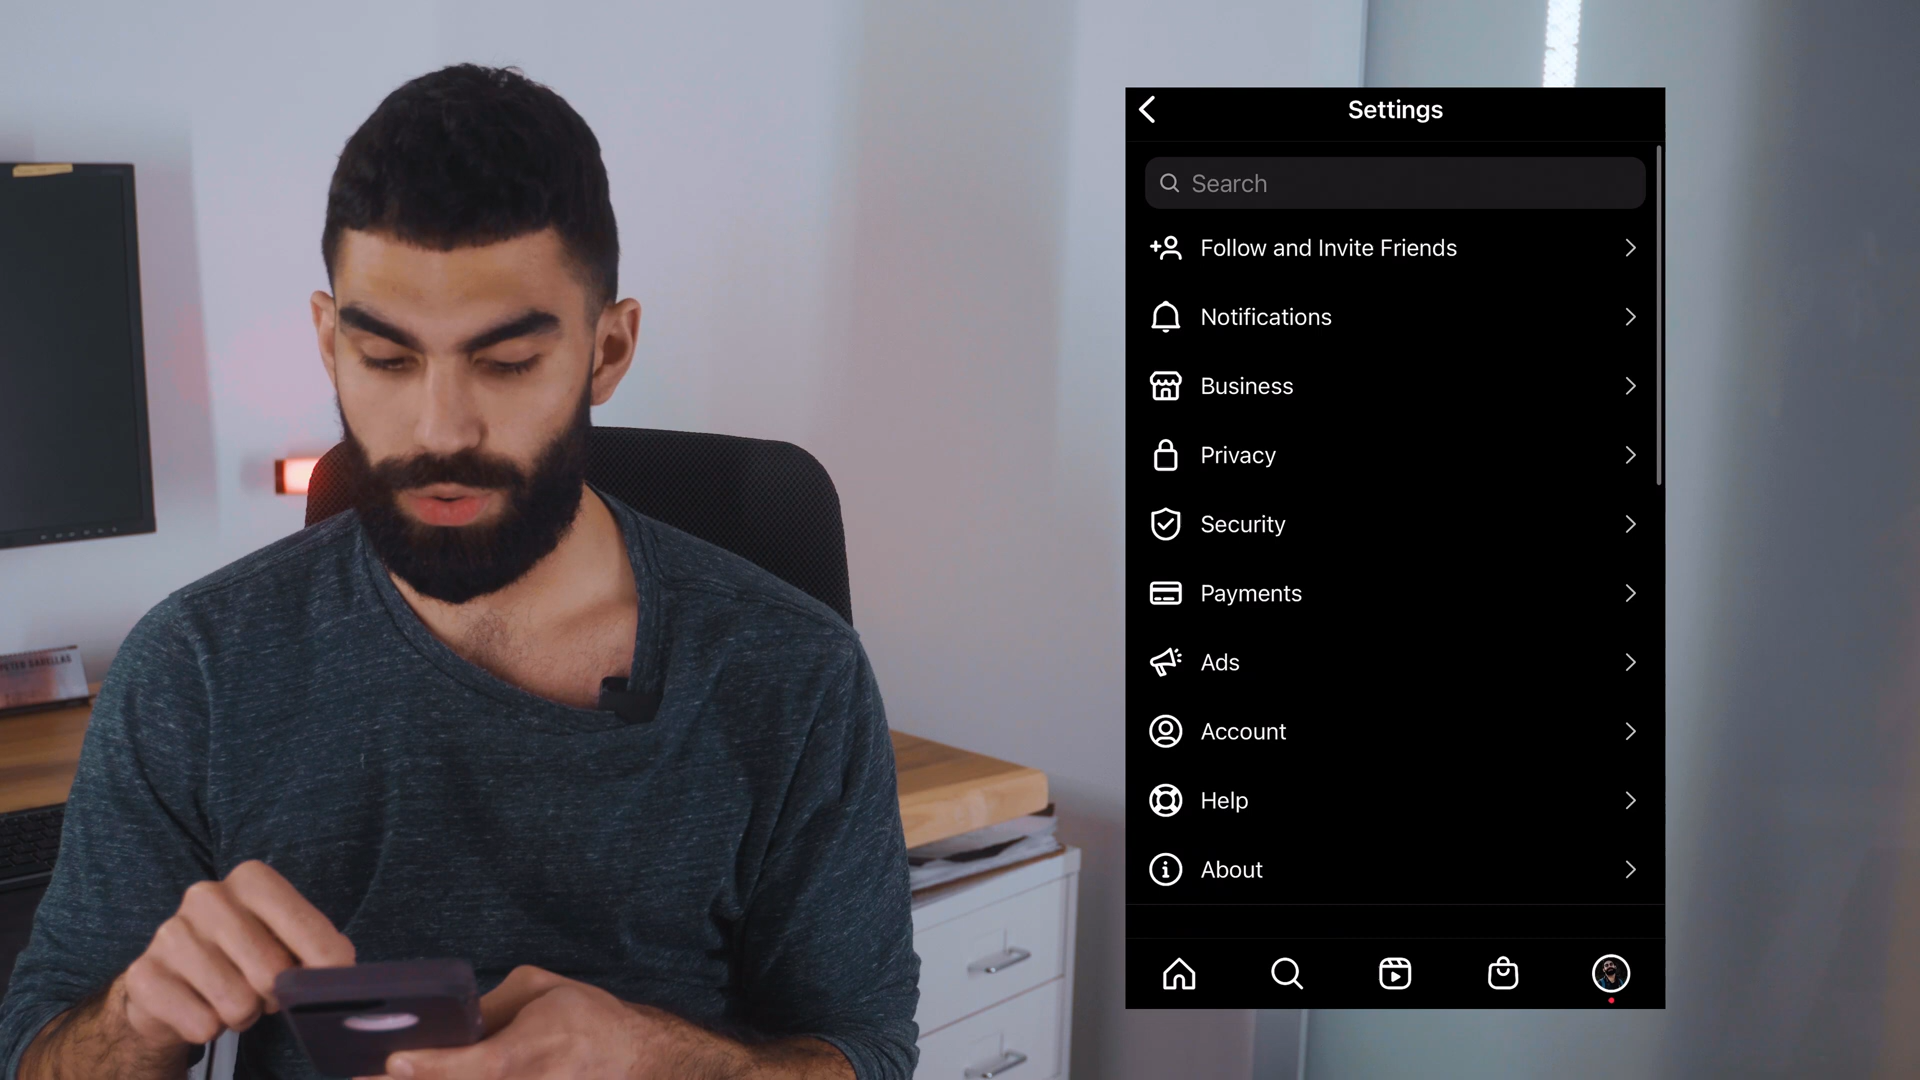 Settings
Search
Follow and Invite Friends
Notifications
Business
Privacy
Security
Payments
Ads
Account
Help
About